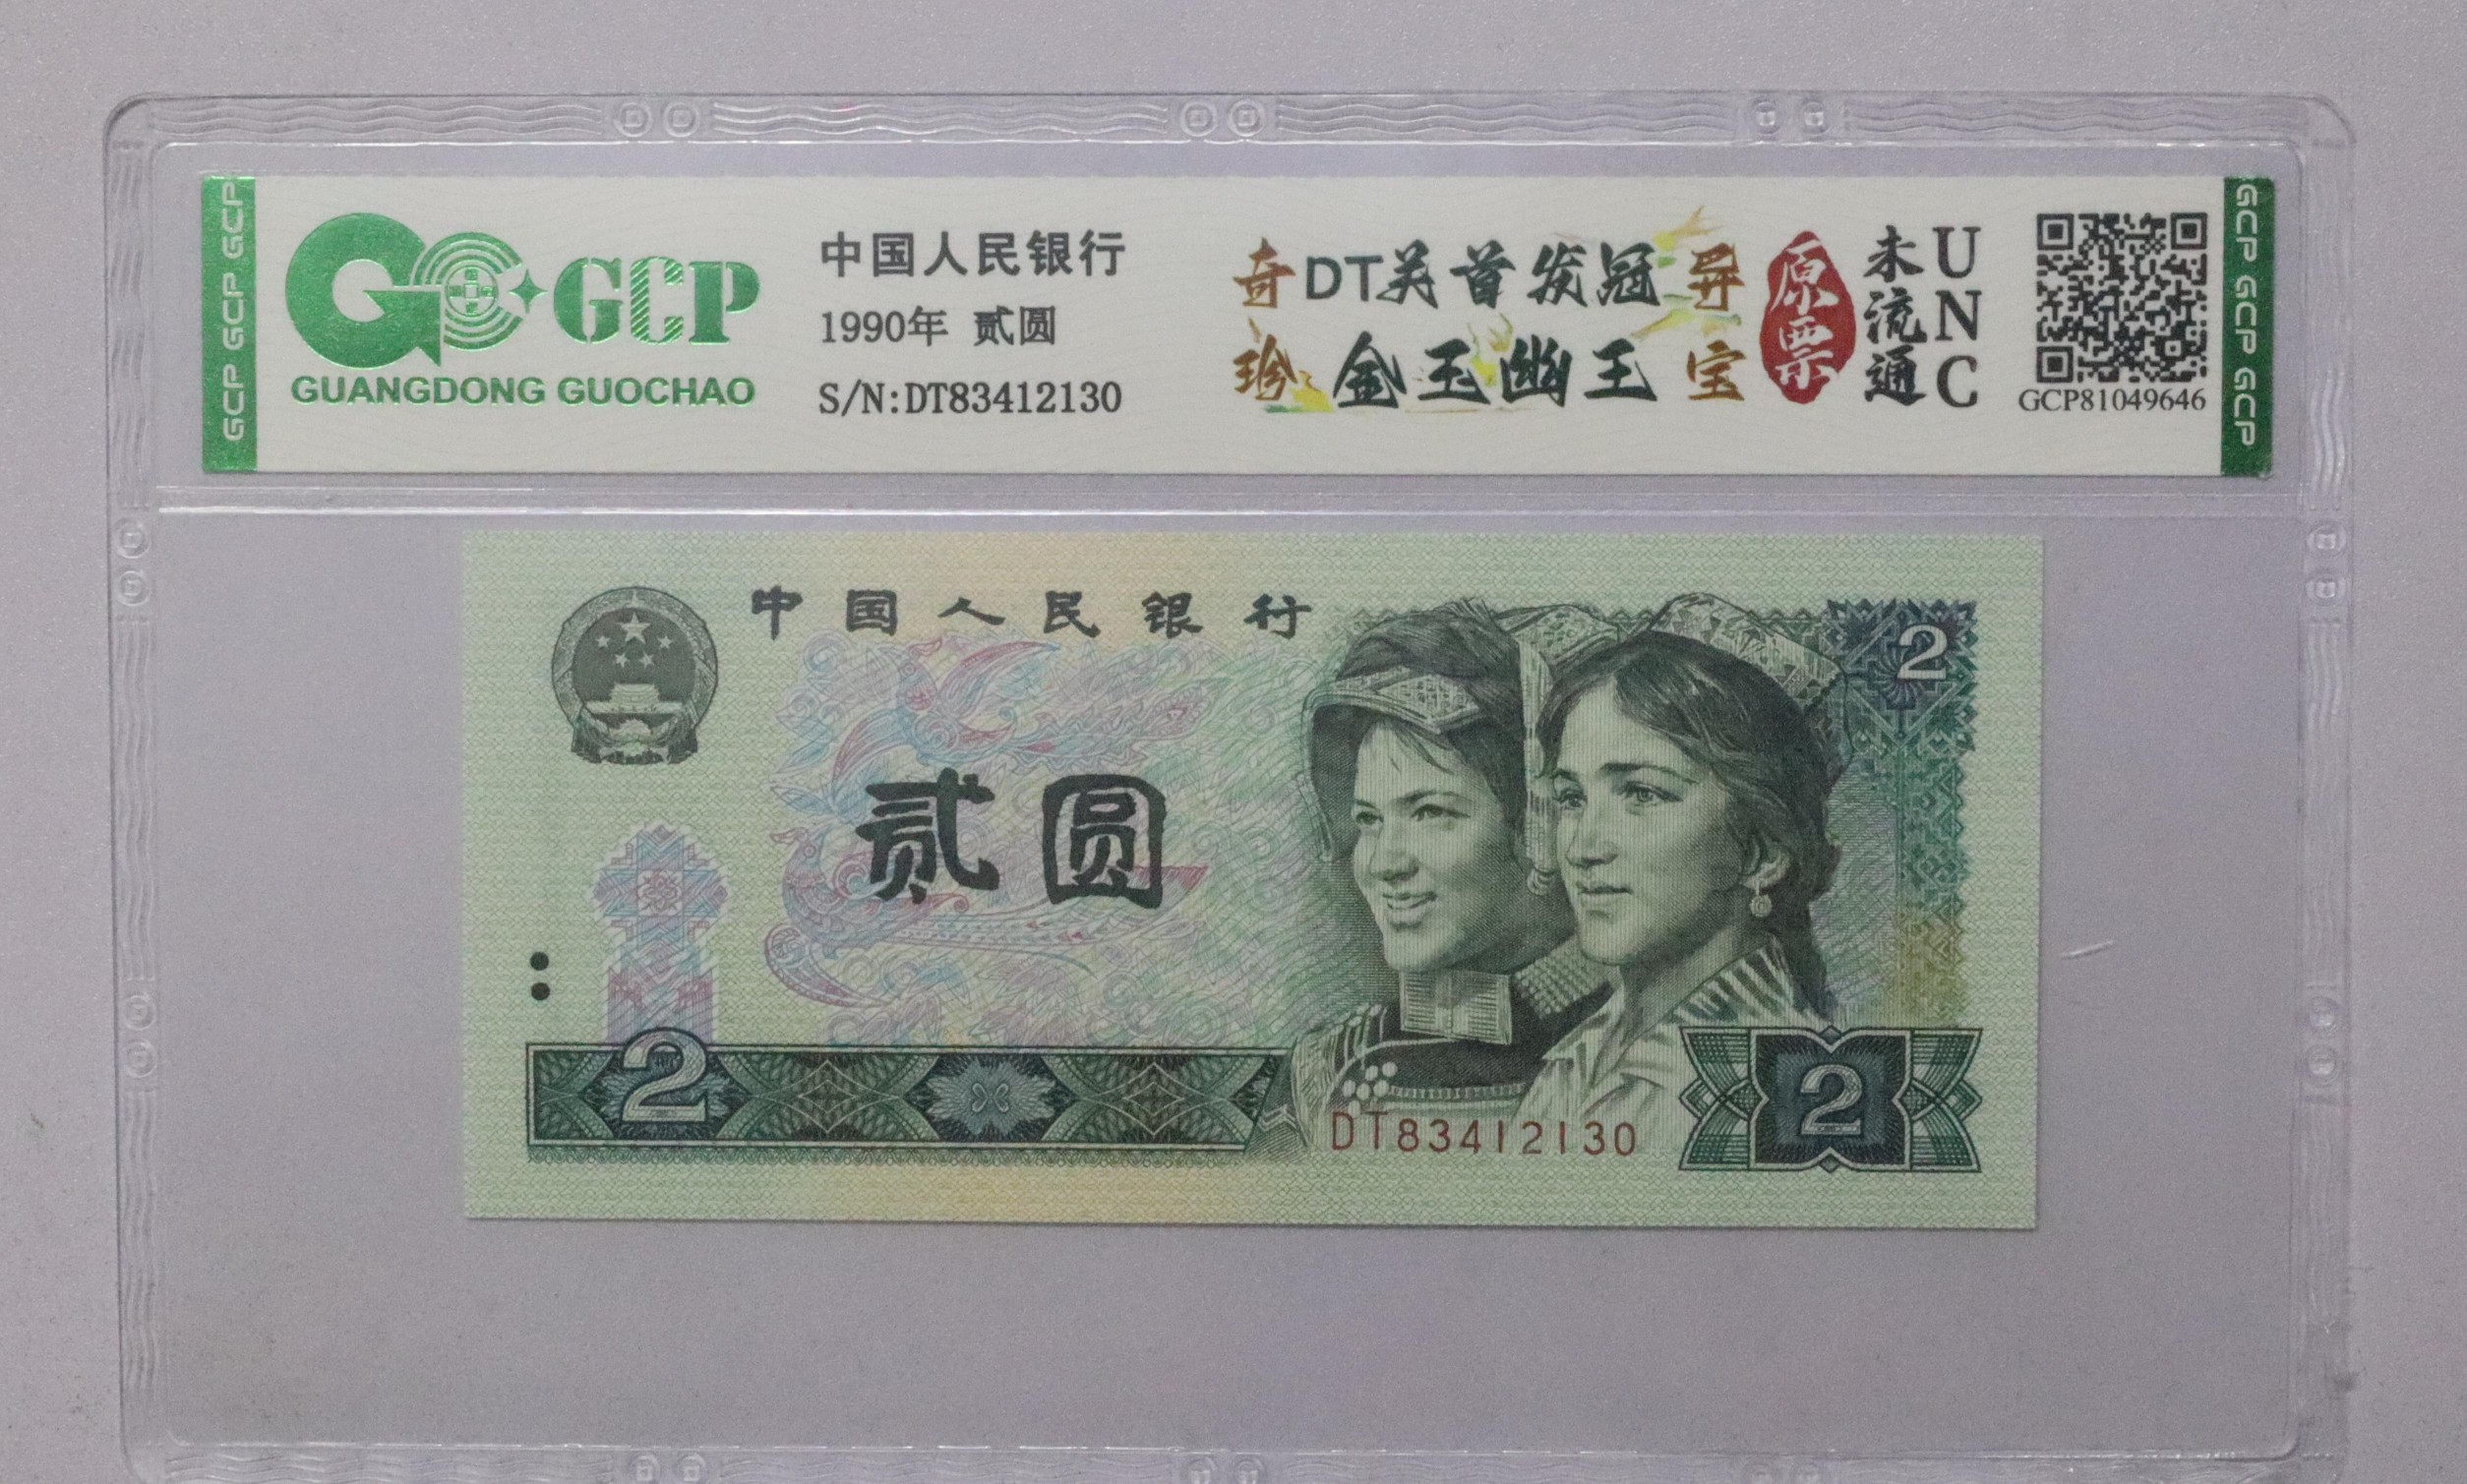 GCP GCP GCP
GCP
GUANGDONG GUOCHAO
中国人民银行
1990年 贰圆
S/N:DT83412130
奇 DT关首发冠 异
珍 金玉幽王 宝
原票
未流通
UNC
GCP81049646
GCP GCP GCP
中国人民银行
2
贰圆
2
DT83412130
2